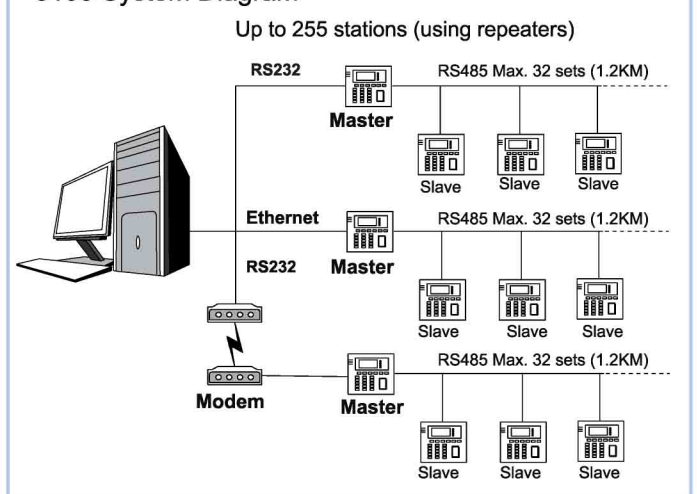 System Diagram
Up to 255 stations (using repeaters)
RS232
RS485 Max. 32 sets (1.2KM)
Master
Slave
Slave
Slave
Ethernet
RS485 Max. 32 sets (1.2KM)
RS232
Master
Slave
Slave
Slave
RS485 Max. 32 sets (1.2KM)
Modem
Master
Slave
Slave
Slave